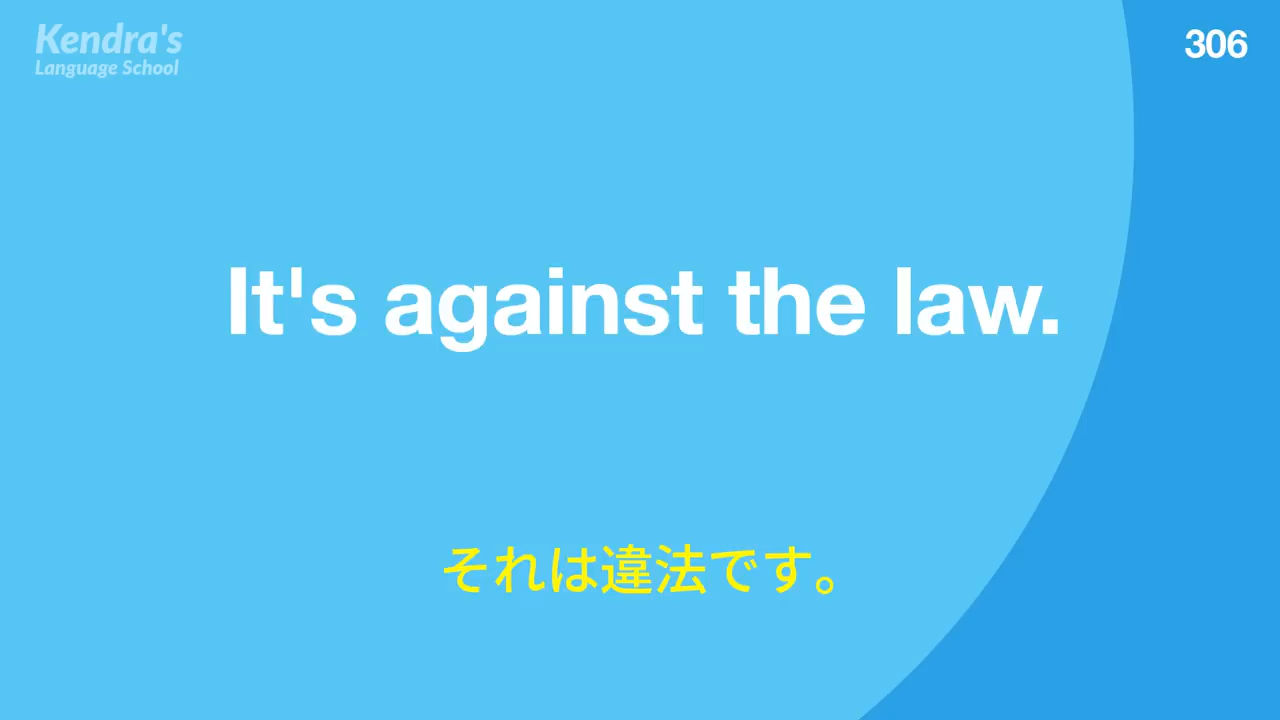 Kendra's
Language School
306
It's against the law.
それは違法です。